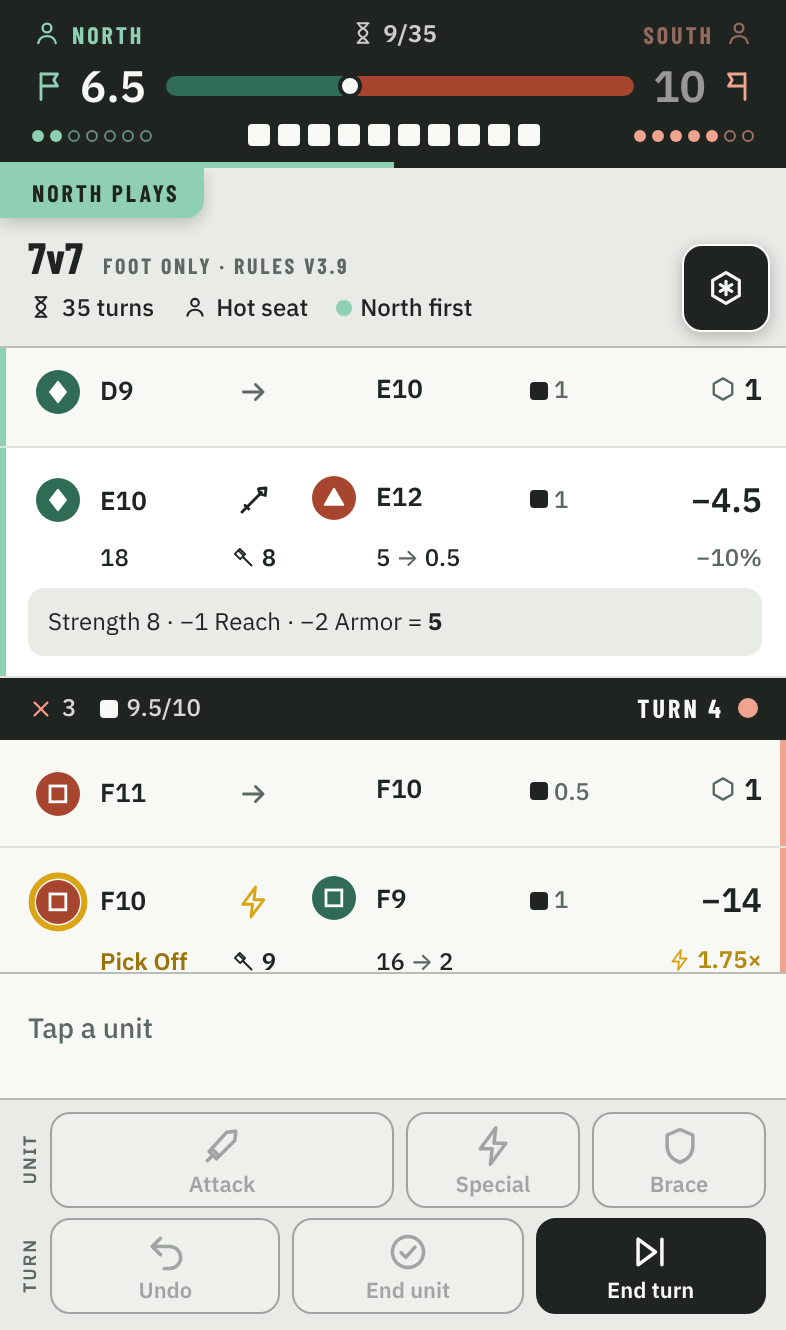 NORTH 9/35 SOUTH
6.5 10
NORTH PLAYS
7v7 FOOT ONLY · RULES V3.9
35 turns Hot seat North first
D9 → E10 1 1
E10 E12 1 −4.5
18 8 5 → 0.5 −10%
Strength 8 · −1 Reach · −2 Armor = 5
3 9.5/10 TURN 4
F11 → F10 0.5 1
F10 F9 1 −14
Pick Off 9 16 → 2 1.75×
Tap a unit
UNIT
Attack Special Brace
TURN
Undo End unit End turn